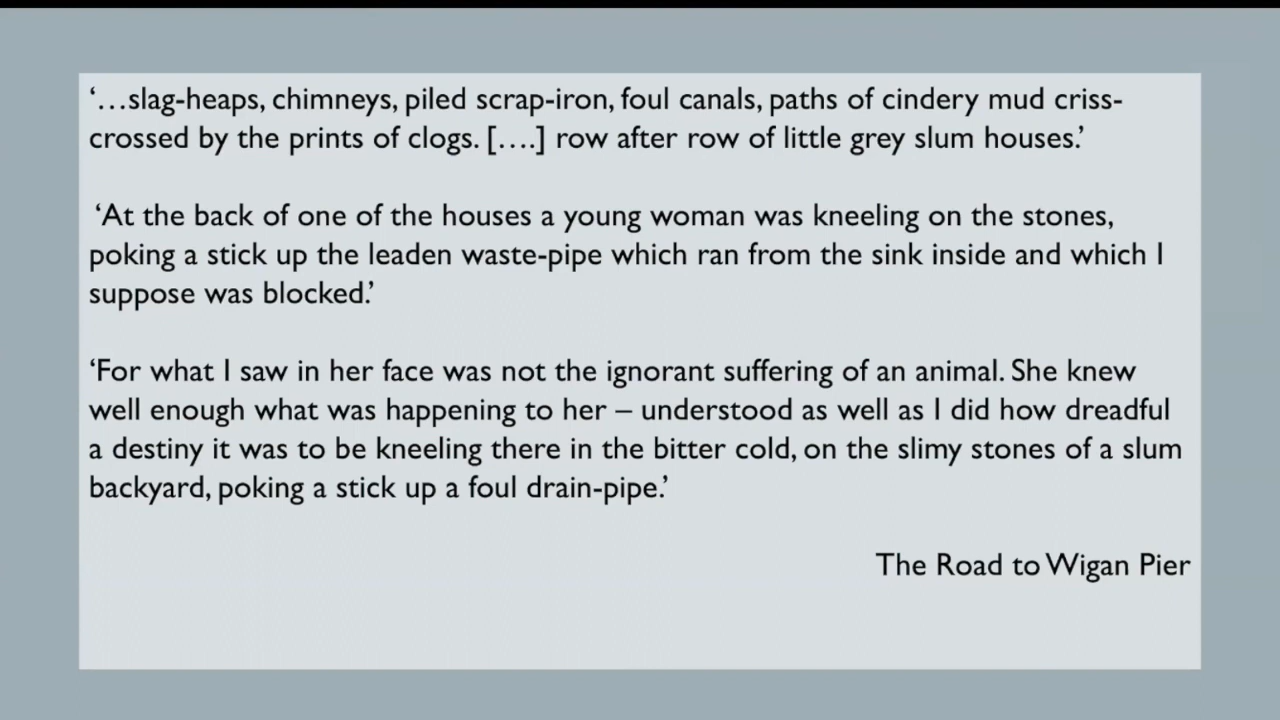 ‘…slag-heaps, chimneys, piled scrap-iron, foul canals, paths of cindery mud criss-
crossed by the prints of clogs. [….] row after row of little grey slum houses.’
‘At the back of one of the houses a young woman was kneeling on the stones,
poking a stick up the leaden waste-pipe which ran from the sink inside and which I
suppose was blocked.’
‘For what I saw in her face was not the ignorant suffering of an animal. She knew
well enough what was happening to her – understood as well as I did how dreadful
a destiny it was to be kneeling there in the bitter cold, on the slimy stones of a slum
backyard, poking a stick up a foul drain-pipe.’
The Road to Wigan Pier